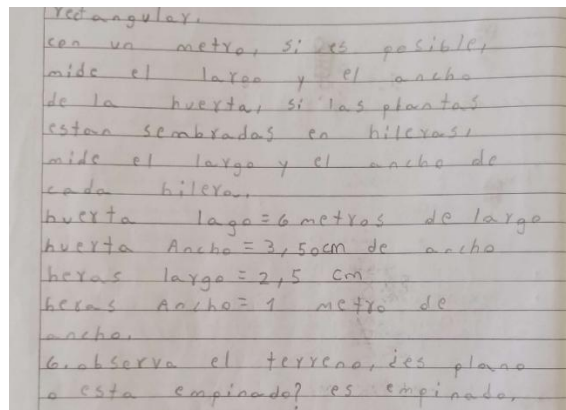 rectangular.
con un metro, si es posible,
mide el largo y el ancho
de la huerta, si las plantas
estan sembradas en hileras,
mide el largo y el ancho de
cada hilera.
huerta lago = 6 metros de largo
huerta Ancho = 3,50cm de ancho
heras largo = 2,5 cm
heras Ancho = 1 metro de
ancho.
6. observa el terreno, ¿es plano
o esta empinado? es empinado.